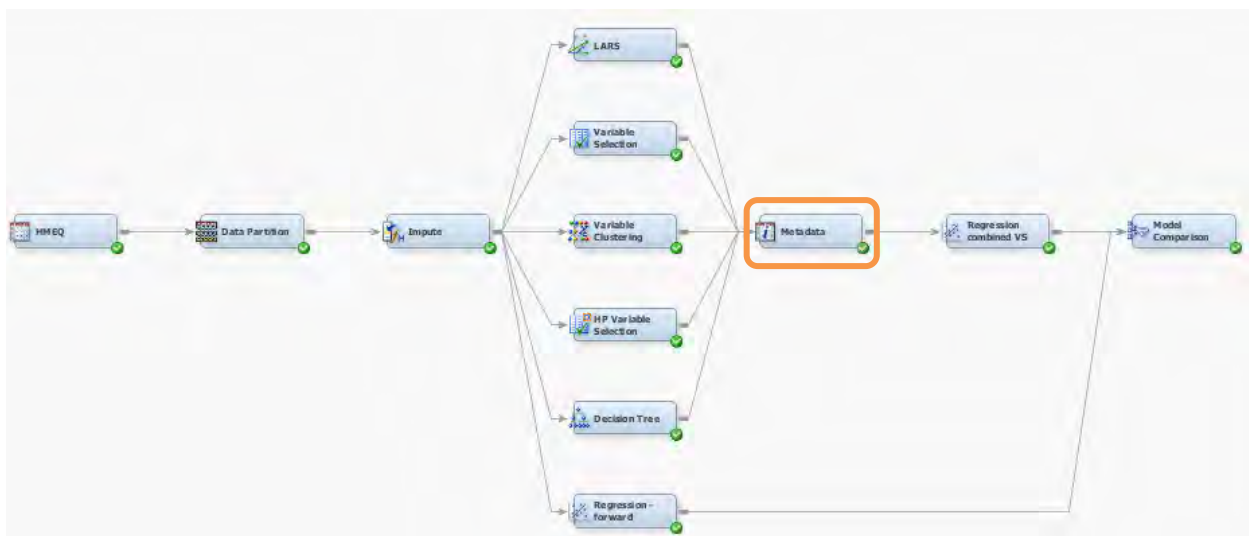 LARS
Variable
Selection
HMEQ
Data Partition
Impute
Variable
Clustering
Metadata
Regression
combined VS
Model
Comparison
HP Variable
Selection
Decision Tree
Regression -
forward